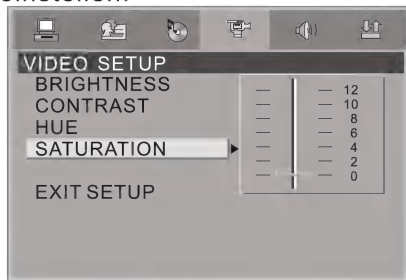 VIDEO SETUP
BRIGHTNESS
CONTRAST
HUE
SATURATION
EXIT SETUP
12
10
8
6
4
2
0